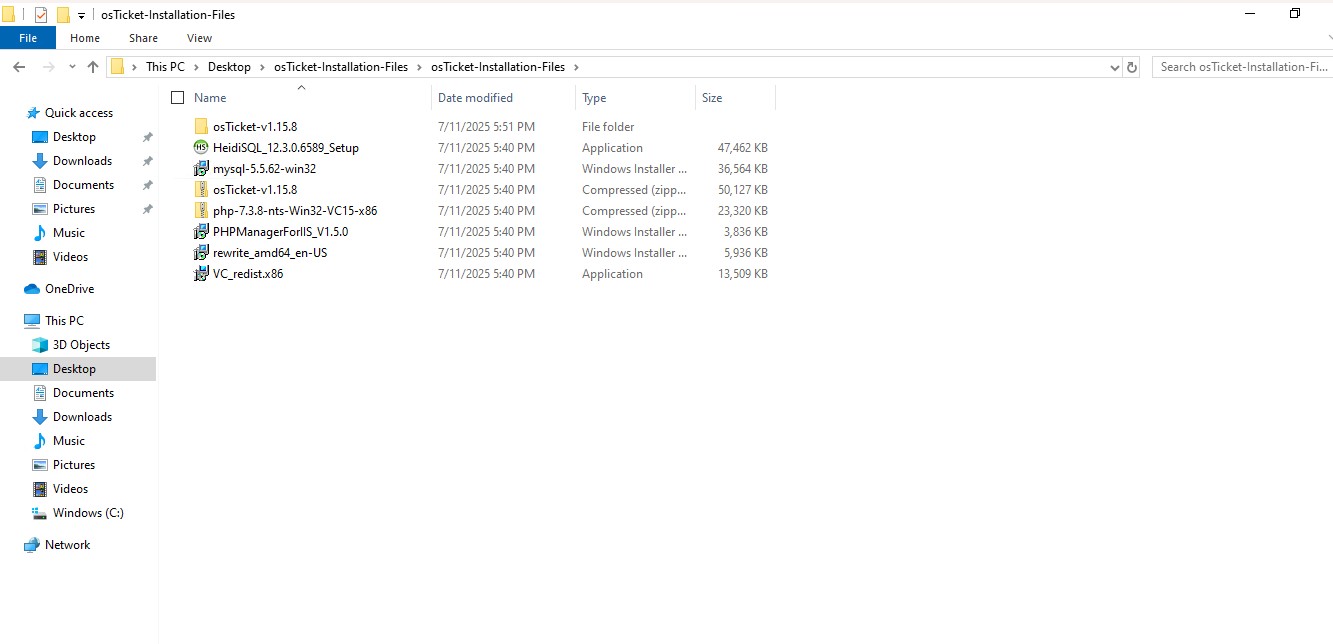 osTicket-Installation-Files
File Home Share View
This PC Desktop osTicket-Installation-Files osTicket-Installation-Files Search osTicket-Installation-Fi...
Name Date modified Type Size
Quick access
Desktop
Downloads
Documents
Pictures
Music
Videos
OneDrive
This PC
3D Objects
Desktop
Documents
Downloads
Music
Pictures
Videos
Windows (C:)
Network
osTicket-v1.15.8 7/11/2025 5:51 PM File folder
HS HeidiSQL_12.3.0.6589_Setup 7/11/2025 5:40 PM Application 47,462 KB
mysql-5.5.62-win32 7/11/2025 5:40 PM Windows Installer ... 36,564 KB
osTicket-v1.15.8 7/11/2025 5:40 PM Compressed (zipp... 50,127 KB
php-7.3.8-nts-Win32-VC15-x86 7/11/2025 5:40 PM Compressed (zipp... 23,320 KB
PHPManagerForIIS_V1.5.0 7/11/2025 5:40 PM Windows Installer ... 3,836 KB
rewrite_amd64_en-US 7/11/2025 5:40 PM Windows Installer ... 5,936 KB
VC_redist.x86 7/11/2025 5:40 PM Application 13,509 KB